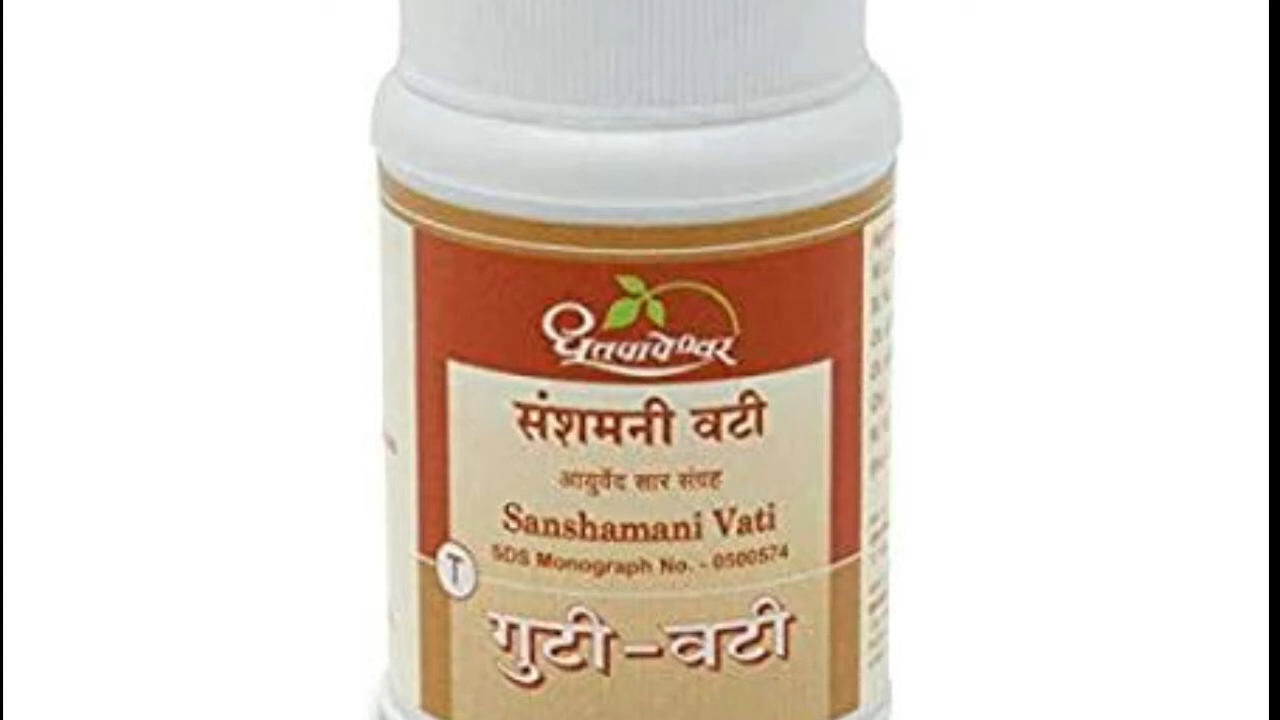 धूतपापेश्वर
संशमनी वटी
आयुर्वेद सार संग्रह
Sanshamani Vati
SDS Monograph No. - 0500574
T
गुटी – वटी